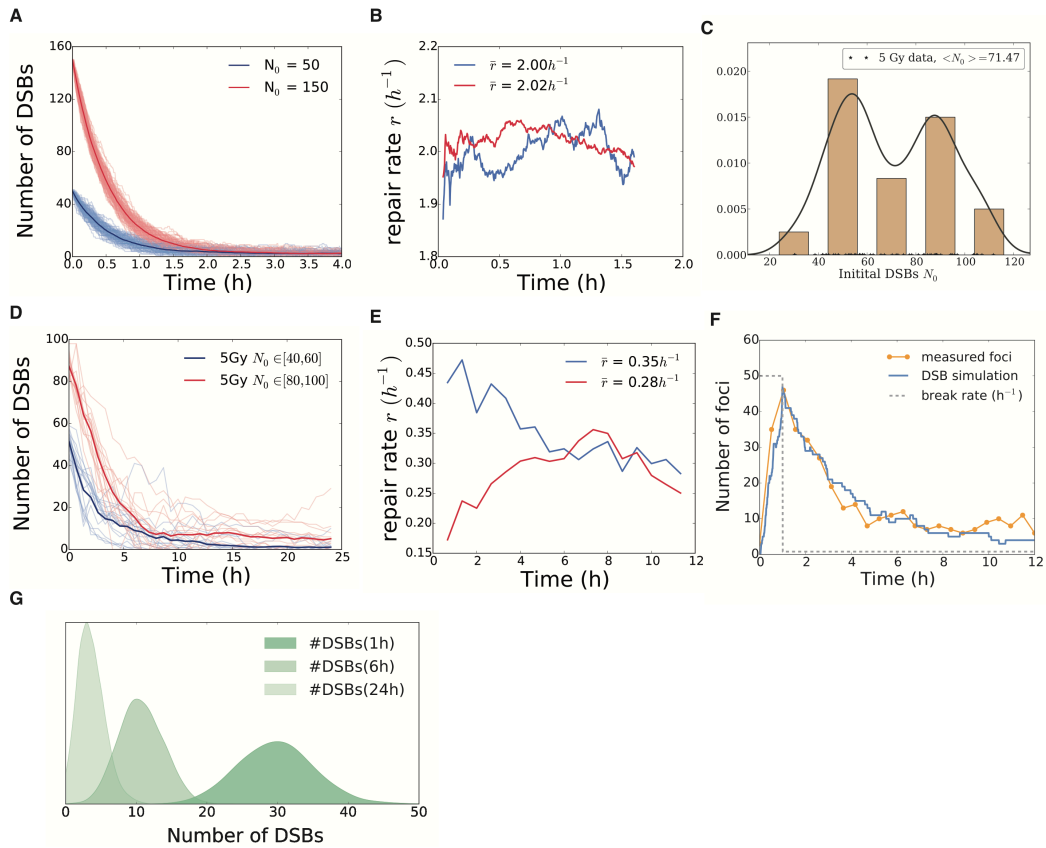 A
160
120
80
40
0
0.0 0.5 1.0 1.5 2.0 2.5 3.0 3.5 4.0
Number of DSBs
Time (h)
N0 = 50
N0 = 150
B
2.2
2.1
2.0
1.9
1.8
0.0 0.5 1.0 1.5 2.0
repair rate r (h⁻¹)
Time (h)
r̄ = 2.00h⁻¹
r̄ = 2.02h⁻¹
C
★ ★ 5 Gy data, <N0>=71.47
0.020
0.015
0.010
0.005
0.000
20 40 60 80 100 120
Initital DSBs N0
D
100
80
60
40
20
0
0 5 10 15 20 25
Number of DSBs
Time (h)
5Gy N0 ∈[40,60]
5Gy N0 ∈[80,100]
E
0.50
0.45
0.40
0.35
0.30
0.25
0.20
0.15
0 2 4 6 8 10 12
repair rate r (h⁻¹)
Time (h)
r̄ = 0.35h⁻¹
r̄ = 0.28h⁻¹
F
60
50
40
30
20
10
0
0 2 4 6 8 10 12
Number of foci
Time (h)
measured foci
DSB simulation
break rate (h⁻¹)
G
#DSBs(1h)
#DSBs(6h)
#DSBs(24h)
0 10 20 30 40 50
Number of DSBs